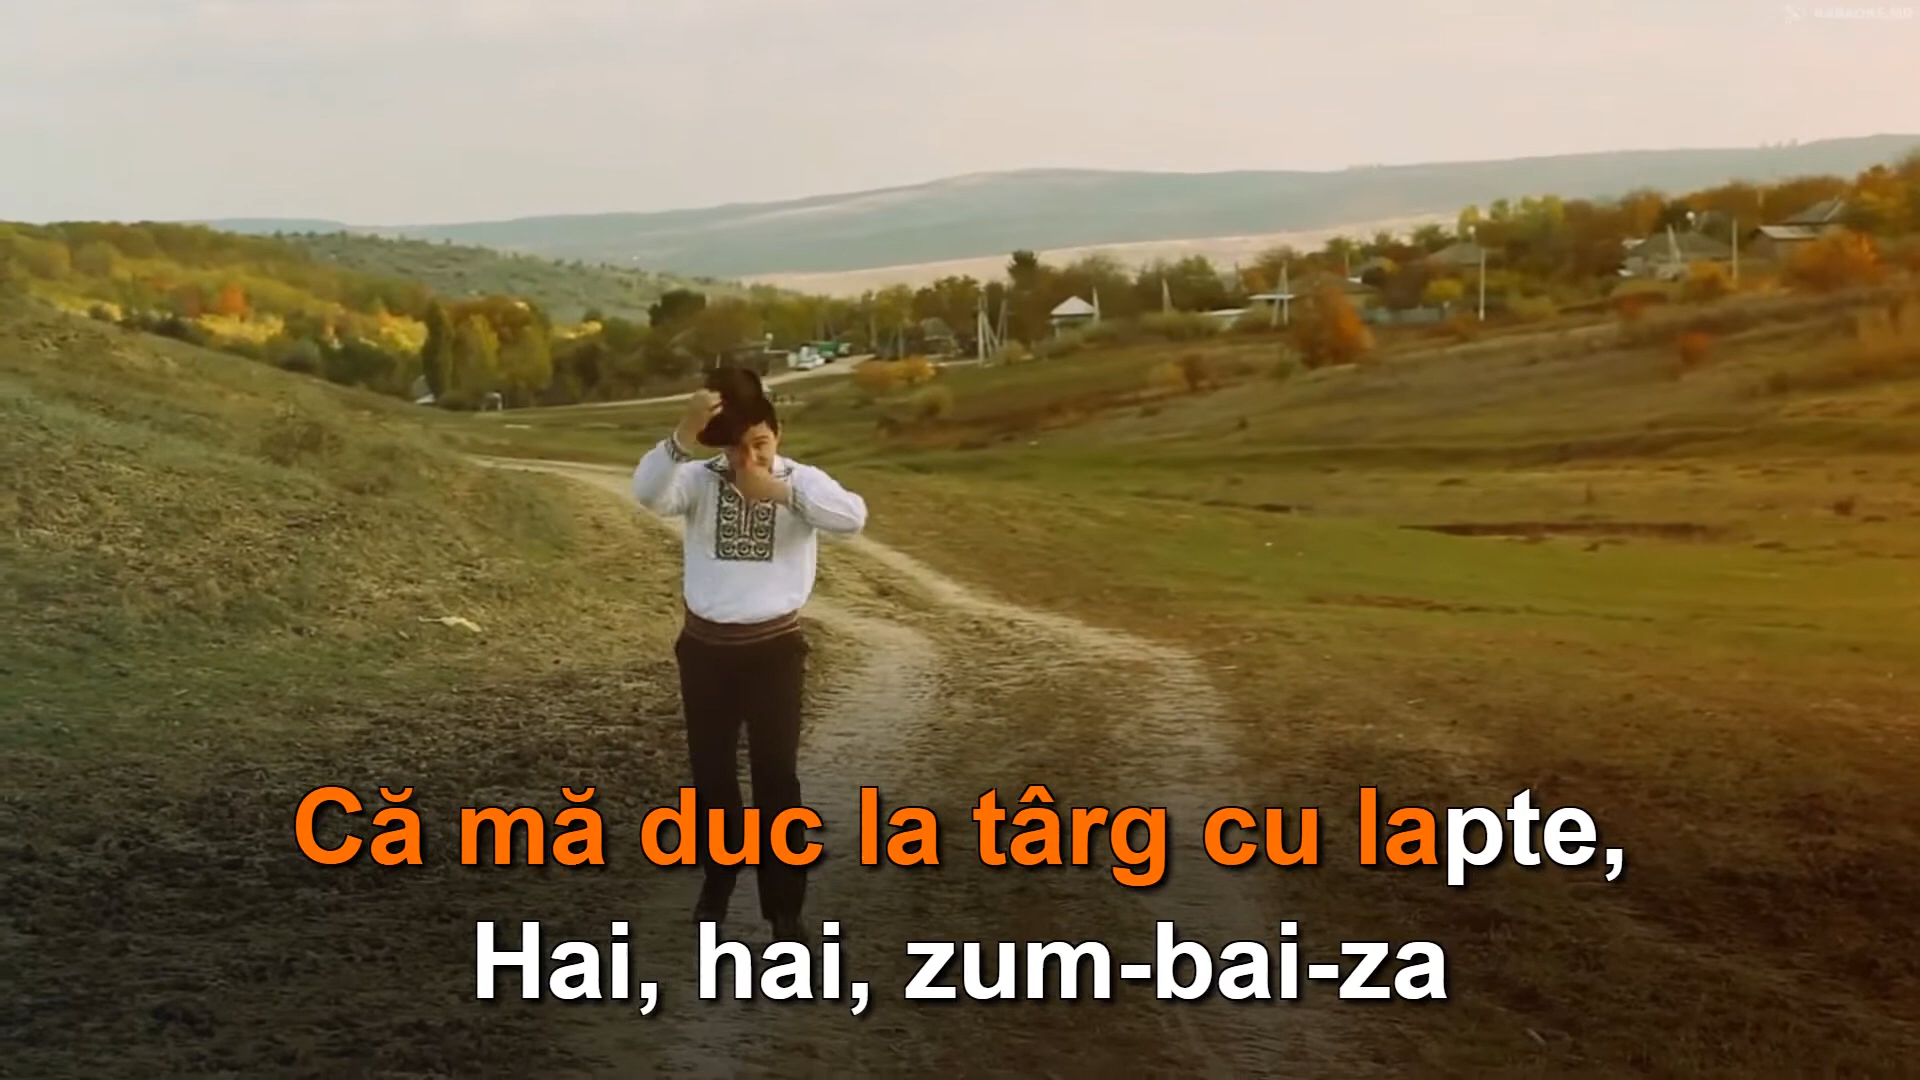 Că mă duc la târg cu lapte,
Hai, hai, zum-bai-za